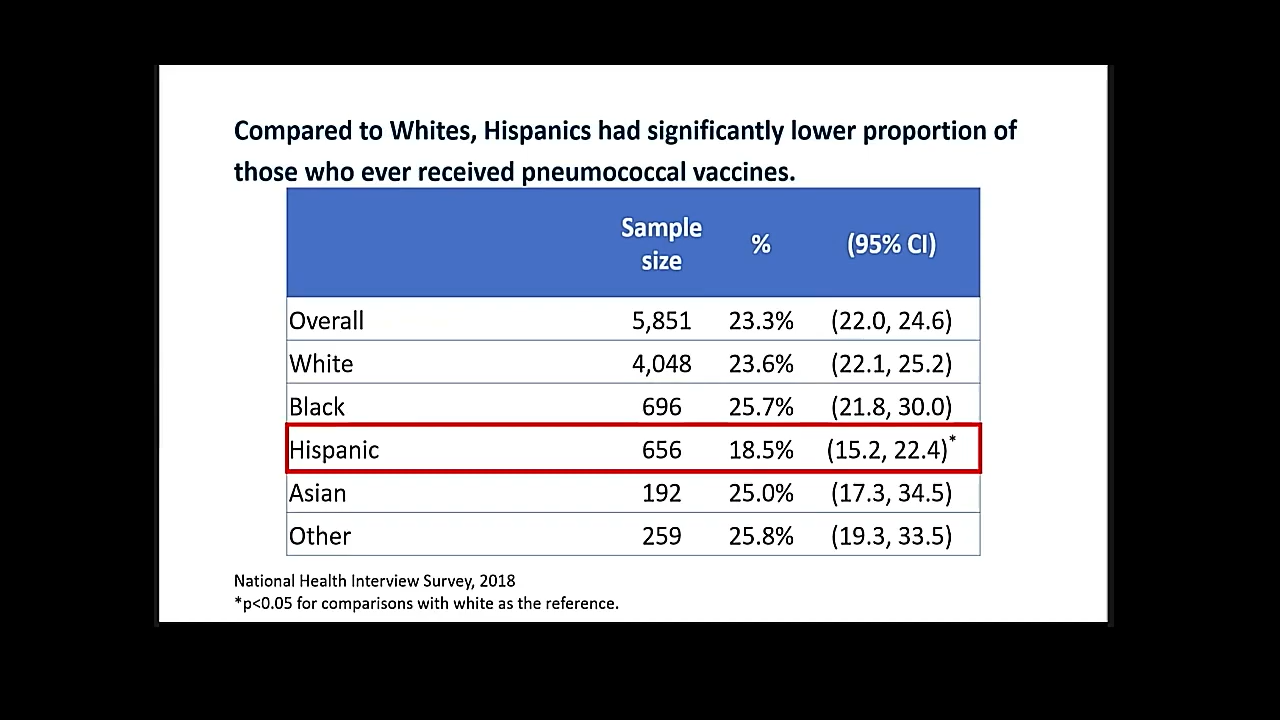 Compared to Whites, Hispanics had significantly lower proportion of
those who ever received pneumococcal vaccines.
Sample size % (95% CI)
Overall 5,851 23.3% (22.0, 24.6)
White 4,048 23.6% (22.1, 25.2)
Black 696 25.7% (21.8, 30.0)
Hispanic 656 18.5% (15.2, 22.4)*
Asian 192 25.0% (17.3, 34.5)
Other 259 25.8% (19.3, 33.5)
National Health Interview Survey, 2018
*p<0.05 for comparisons with white as the reference.